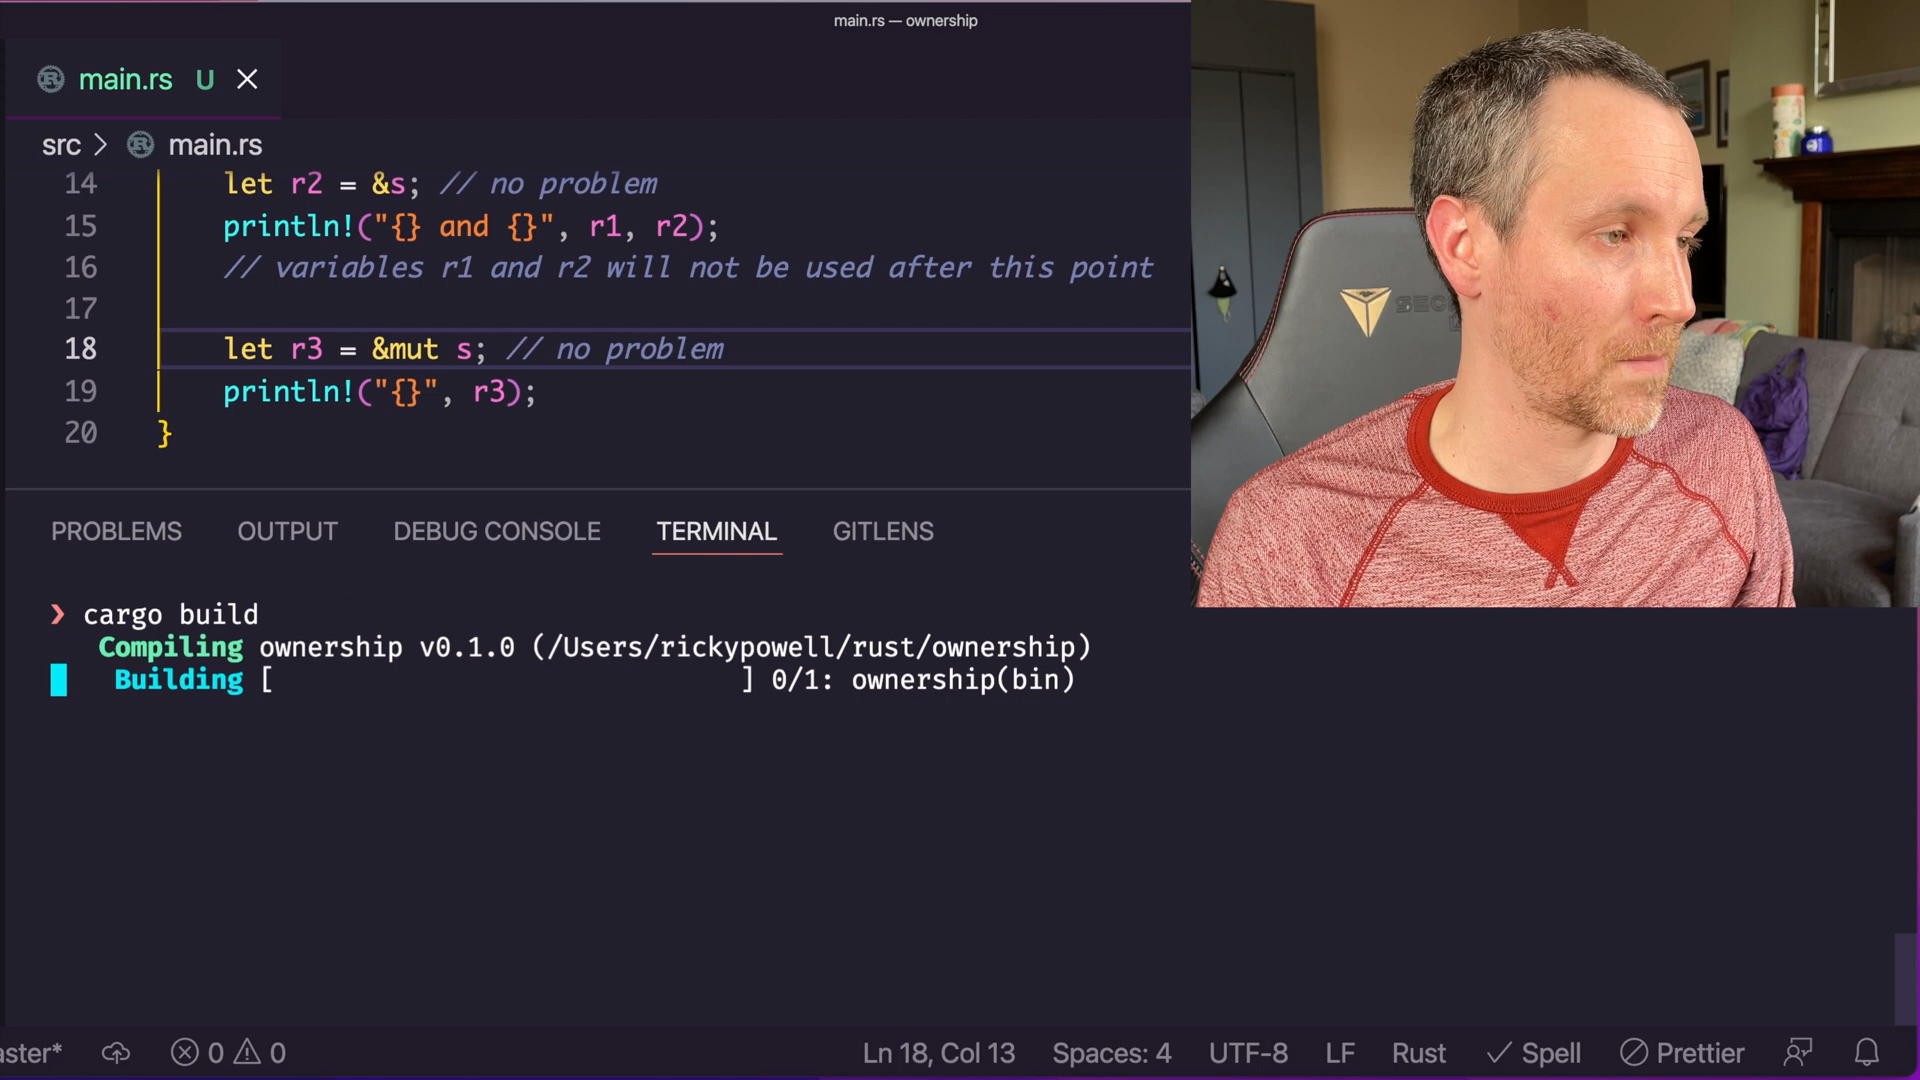 main.rs — ownership
main.rs U
src > main.rs
14 let r2 = &s; // no problem
15 println!("{} and {}", r1, r2);
16 // variables r1 and r2 will not be used after this point
17
18 let r3 = &mut s; // no problem
19 println!("{}", r3);
20 }
PROBLEMS OUTPUT DEBUG CONSOLE TERMINAL GITLENS
❯ cargo build
Compiling ownership v0.1.0 (/Users/rickypowell/rust/ownership)
Building [ ] 0/1: ownership(bin)
aster* 0 0 Ln 18, Col 13 Spaces: 4 UTF-8 LF Rust Spell Prettier